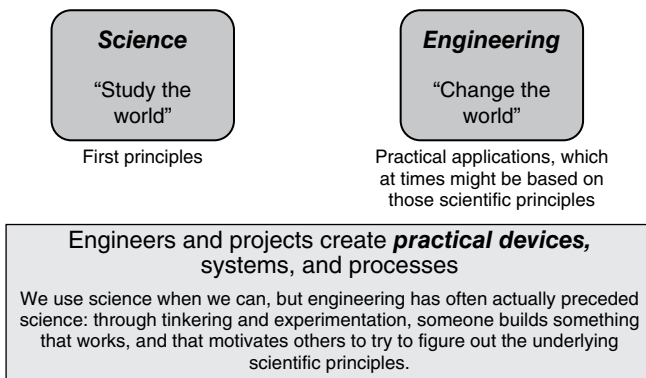 Science
“Study the
world”
First principles
Engineering
“Change the
world”
Practical applications, which
at times might be based on
those scientific principles
Engineers and projects create practical devices,
systems, and processes
We use science when we can, but engineering has often actually preceded
science: through tinkering and experimentation, someone builds something
that works, and that motivates others to try to figure out the underlying
scientific principles.